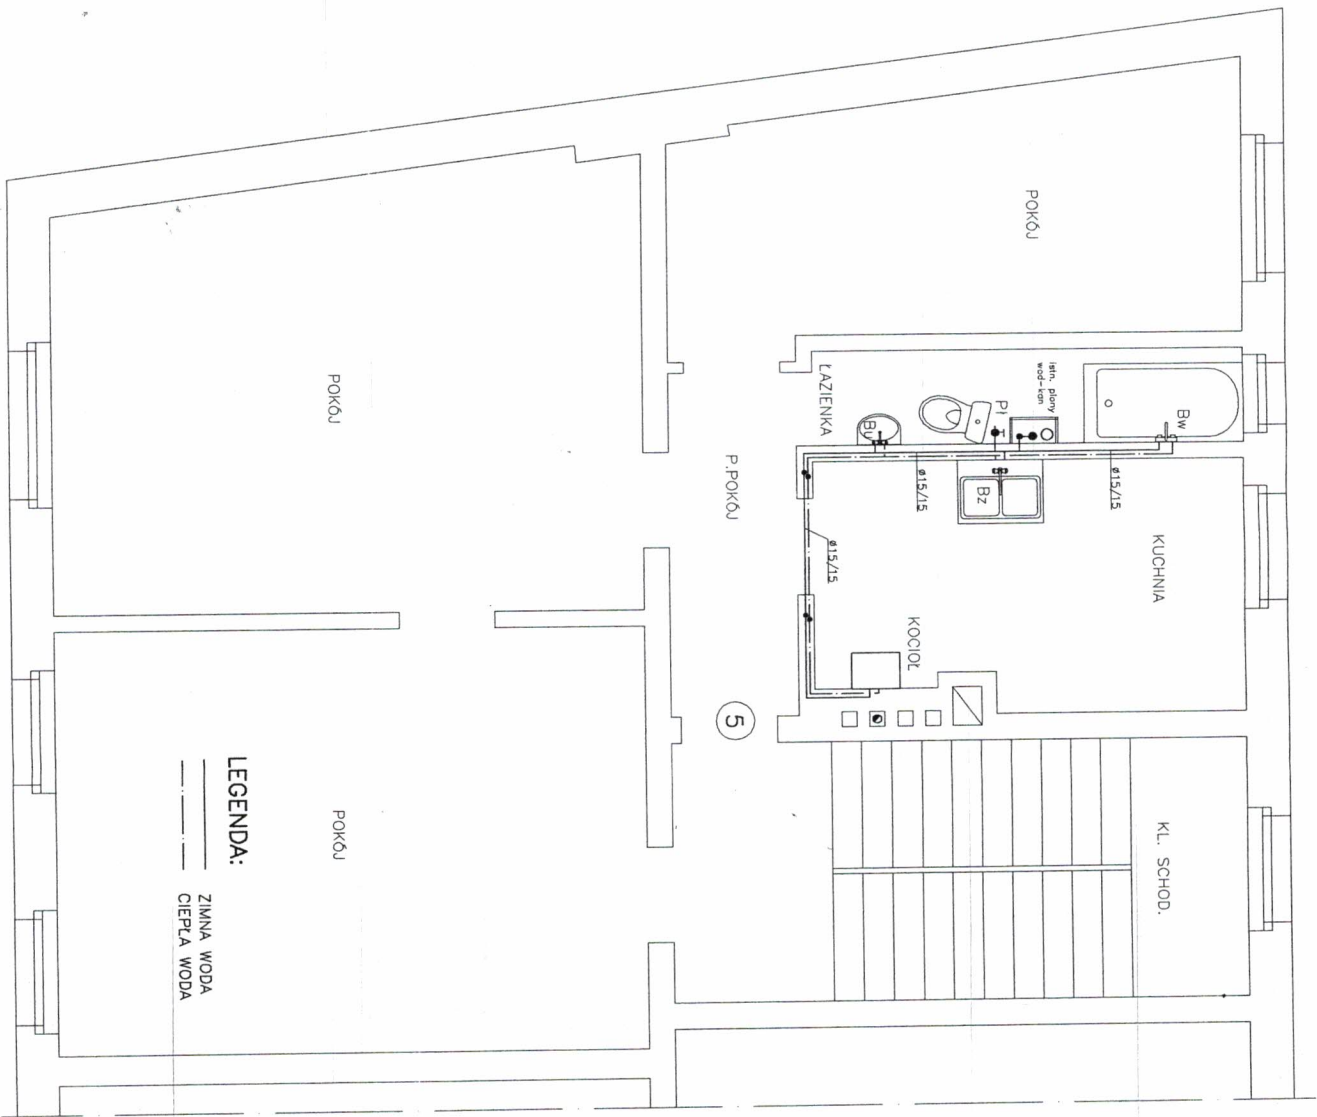 POKÓJ
POKÓJ
POKÓJ
ŁAZIENKA
istn. piony
wod-kan
Pł
Bu
Bw
Bz
ø15/15
ø15/15
ø15/15
P.POKÓJ
KUCHNIA
KOCIOŁ
5
KL. SCHOD.
LEGENDA:
ZIMNA WODA
CIEPŁA WODA